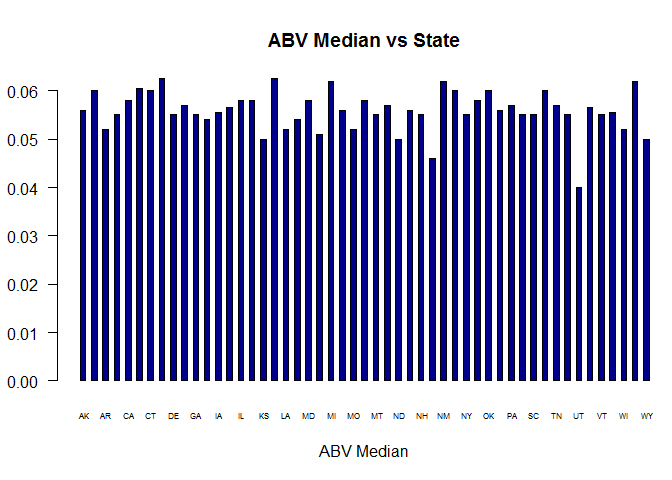 ABV Median vs State
0.06
0.05
0.04
0.03
0.02
0.01
0.00
AK AR CA CT DE GA IA IL KS LA MD MI MO MT ND NH NM NY OK PA SC TN UT VT WI WY
ABV Median